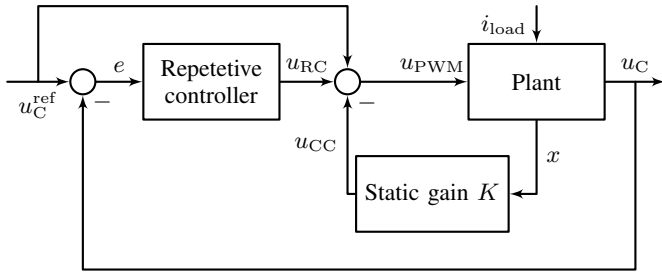 i_load
e
Repetetive
controller
u_RC
u_PWM
Plant
u_C
u_C^ref
−
−
u_CC
x
Static gain K